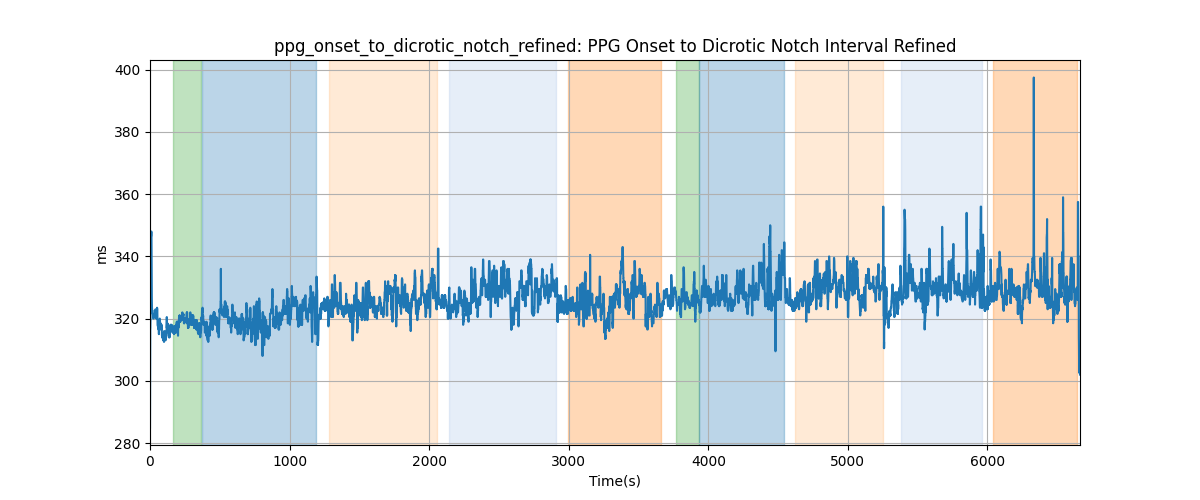 ppg_onset_to_dicrotic_notch_refined: PPG Onset to Dicrotic Notch Interval Refined
400
380
360
340
320
300
280
ms
0 1000 2000 3000 4000 5000 6000
Time(s)